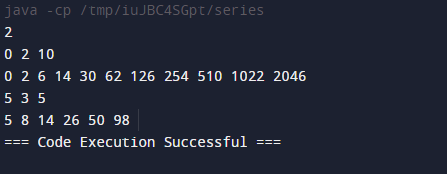 java -cp /tmp/iuJBC4SGpt/series
2
0 2 10
0 2 6 14 30 62 126 254 510 1022 2046
5 3 5
5 8 14 26 50 98
=== Code Execution Successful ===